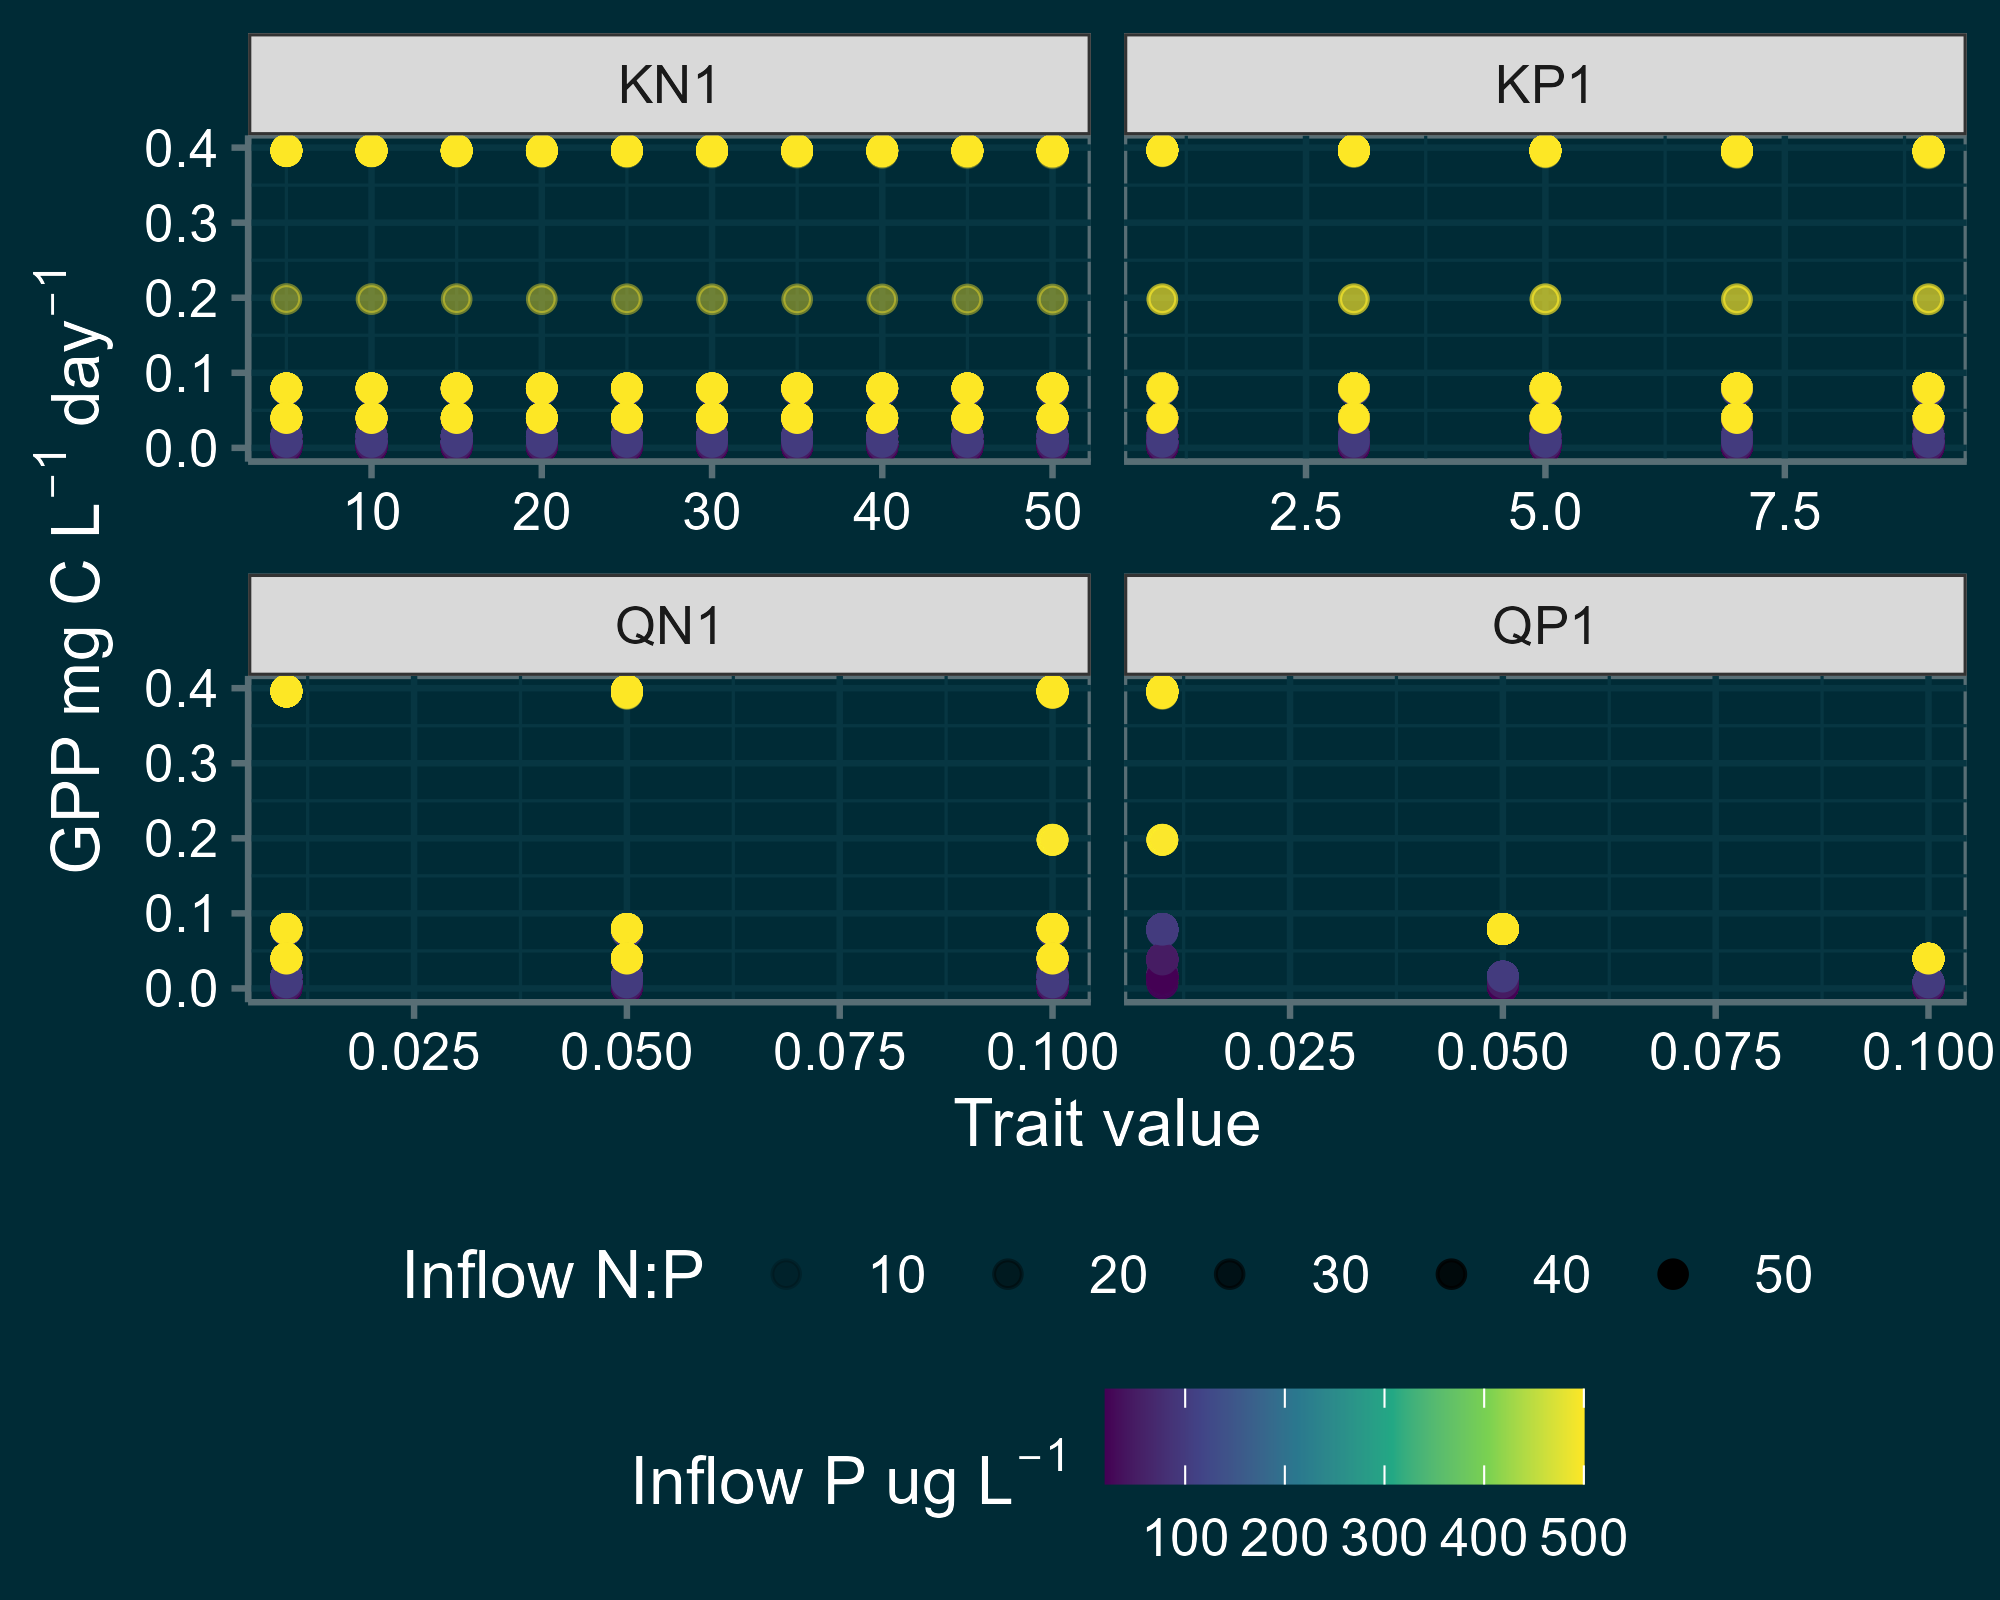 KN1 KP1
0.4
0.3
0.2
0.1
0.0
10 20 30 40 50 2.5 5.0 7.5
GPP mg C L⁻¹ day⁻¹
QN1 QP1
0.4
0.3
0.2
0.1
0.0
0.025 0.050 0.075 0.100 0.025 0.050 0.075 0.100
Trait value
Inflow N:P 10 20 30 40 50
Inflow P ug L⁻¹
100 200 300 400 500